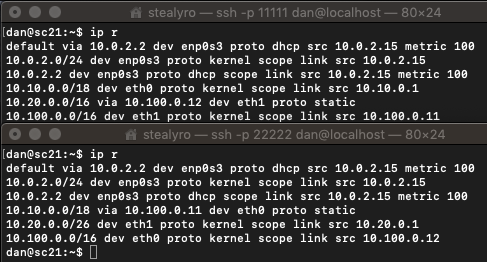 stealyro — ssh -p 11111 dan@localhost — 80×24
[dan@sc21:~$ ip r
default via 10.0.2.2 dev enp0s3 proto dhcp src 10.0.2.15 metric 100
10.0.2.0/24 dev enp0s3 proto kernel scope link src 10.0.2.15
10.0.2.2 dev enp0s3 proto dhcp scope link src 10.0.2.15 metric 100
10.10.0.0/18 dev eth0 proto kernel scope link src 10.10.0.1
10.20.0.0/16 via 10.100.0.12 dev eth1 proto static
10.100.0.0/16 dev eth1 proto kernel scope link src 10.100.0.11
stealyro — ssh -p 22222 dan@localhost — 80×24
[dan@sc21:~$ ip r
default via 10.0.2.2 dev enp0s3 proto dhcp src 10.0.2.15 metric 100
10.0.2.0/24 dev enp0s3 proto kernel scope link src 10.0.2.15
10.0.2.2 dev enp0s3 proto dhcp scope link src 10.0.2.15 metric 100
10.10.0.0/18 via 10.100.0.11 dev eth0 proto static
10.20.0.0/26 dev eth1 proto kernel scope link src 10.20.0.1
10.100.0.0/16 dev eth0 proto kernel scope link src 10.100.0.12
dan@sc21:~$